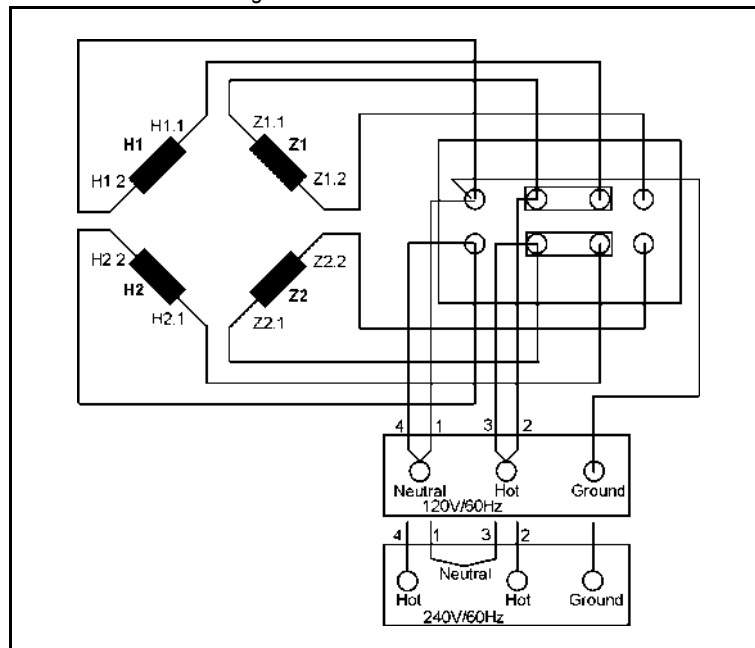 H1.1
H1
H1 2
Z1.1
Z1
Z1.2
H2 2
H2
H2.1
Z2.2
Z2
Z2.1
4 1 3 2
Neutral Hot Ground
120V/60Hz
4 1 3 2
Neutral
Hot Hot Ground
240V/60Hz